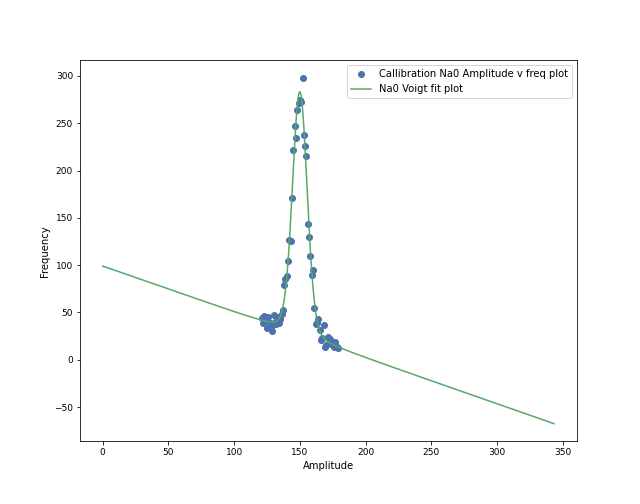 Callibration Na0 Amplitude v freq plot
Na0 Voigt fit plot
300
250
200
150
100
50
0
−50
Frequency
0 50 100 150 200 250 300 350
Amplitude